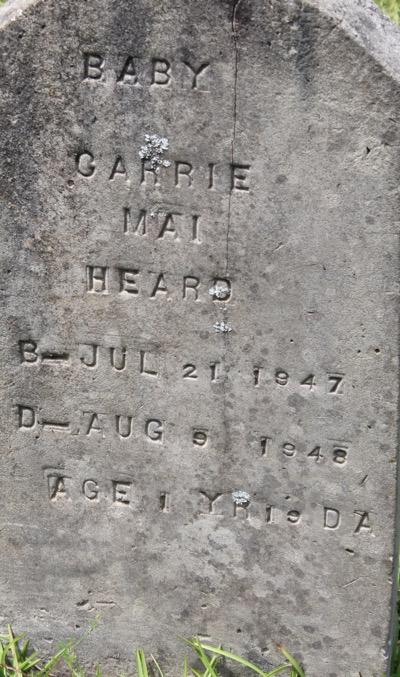 BABY
CARRIE
MAI
HEARD
B-JUL 21 1947
D-AUG 9 1948
AGE 1 YR 19 DA